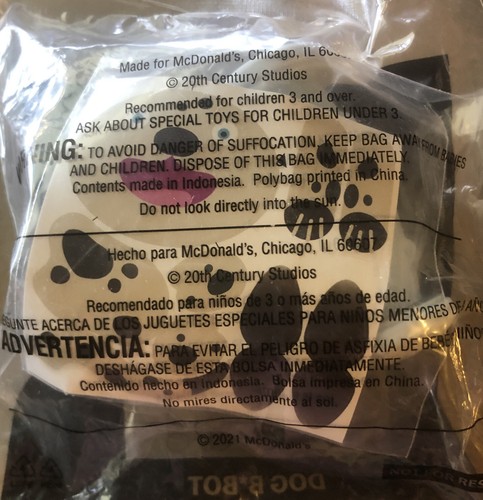 Made for McDonald's, Chicago, IL
© 20th Century Studios
Recommended for children 3 and over.
ASK ABOUT SPECIAL TOYS FOR CHILDREN UNDER 3.
TO AVOID DANGER OF SUFFOCATION, KEEP BAG AWAY FROM BABIES
AND CHILDREN. DISPOSE OF THIS BAG IMMEDIATELY.
Contents made in Indonesia. Polybag printed in China.
Do not look directly into the sun.
Hecho para McDonald's, Chicago, IL 60607
© 20th Century Studios
Recomendado para niños de 3 o más años de edad.
ACERCA DE LOS JUGUETES ESPECIALES PARA NIÑOS MENORES DE
ADVERTENCIA: PARA EVITAR EL PELIGRO DE ASFIXIA DE
DESHÁGASE DE ESTA BOLSA INMEDIATAMENTE.
Contenido hecho en Indonesia. Bolsa impresa en China.
No mires directamente al sol.
© 2021 McDonald's
DOG E-BOT
NOT FOR